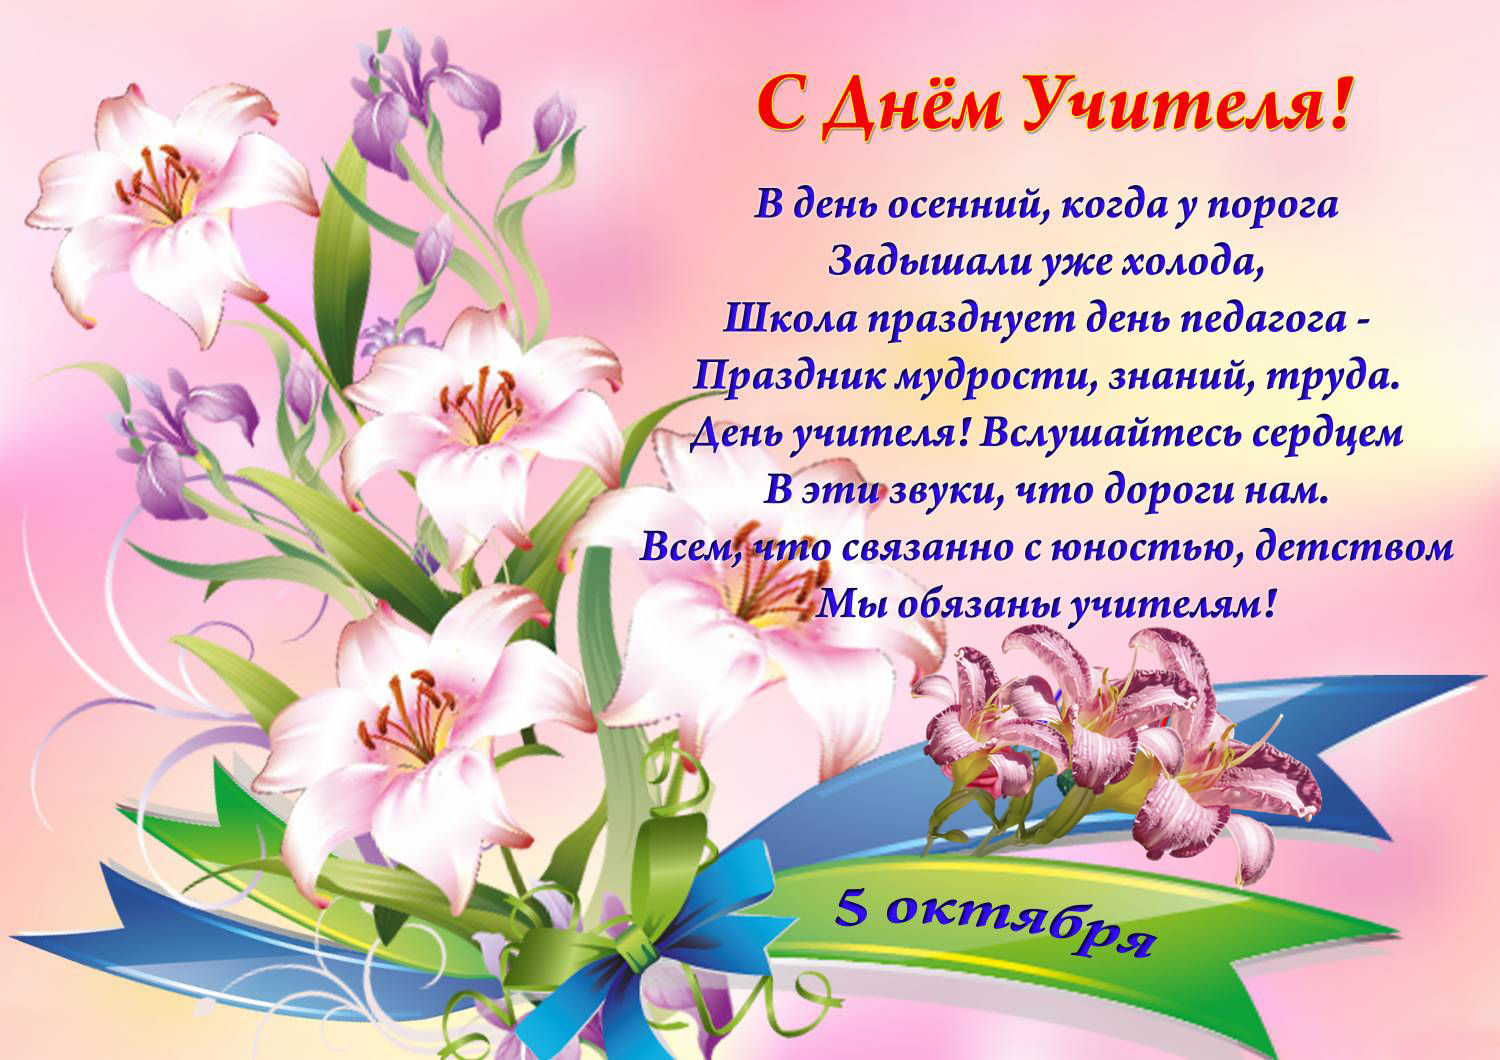 С Днём Учителя!
В день осенний, когда у порога
Задышали уже холода,
Школа празднует день педагога -
Праздник мудрости, знаний, труда.
День учителя! Вслушайтесь сердцем
В эти звуки, что дороги нам.
Всем, что связанно с юностью, детством
Мы обязаны учителям!
5 октября